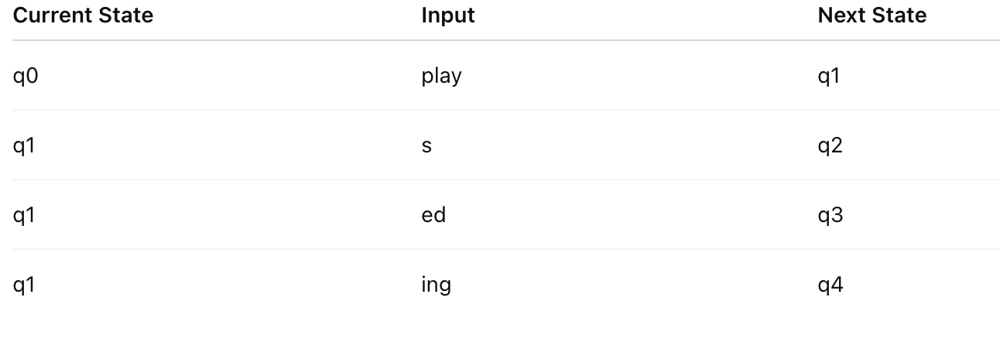 Current State Input Next State
q0 play q1
q1 s q2
q1 ed q3
q1 ing q4